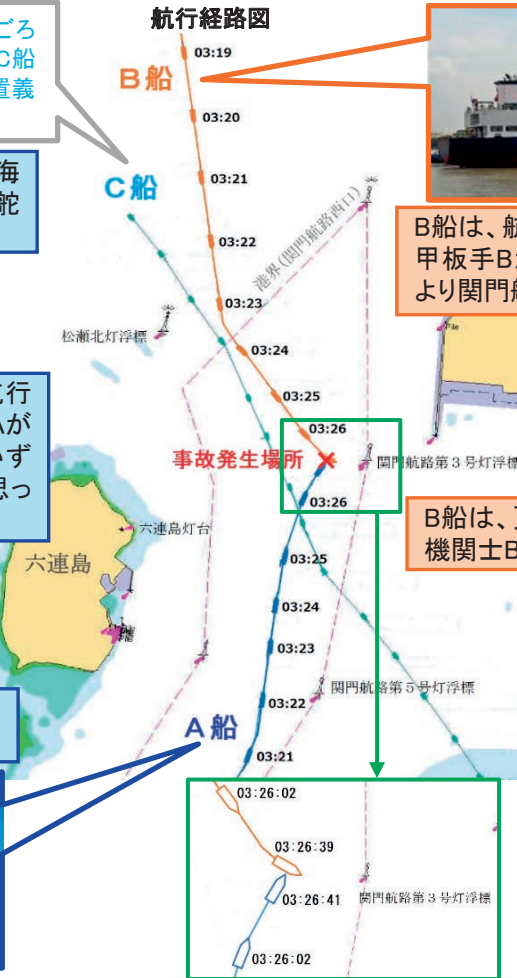 航行経路図
ごろ
C船
置義
03:19
B船
03:20
海
舵
C船
03:21
港界(関門航路西口)
B船は、航
甲板手Bが
より関門航
03:22
03:23
松瀬北灯浮標
03:24
航行
Aが
いず
思っ
03:25
03:26
事故発生場所
関門航路第3号灯浮標
03:26
B船は、
機関士B
六連島灯台
六連島
03:25
03:24
03:23
関門航路第5号灯浮標
03:22
A船
03:21
03:26:02
03:26:39
03:26:41
関門航路第3号灯浮標
03:26:02